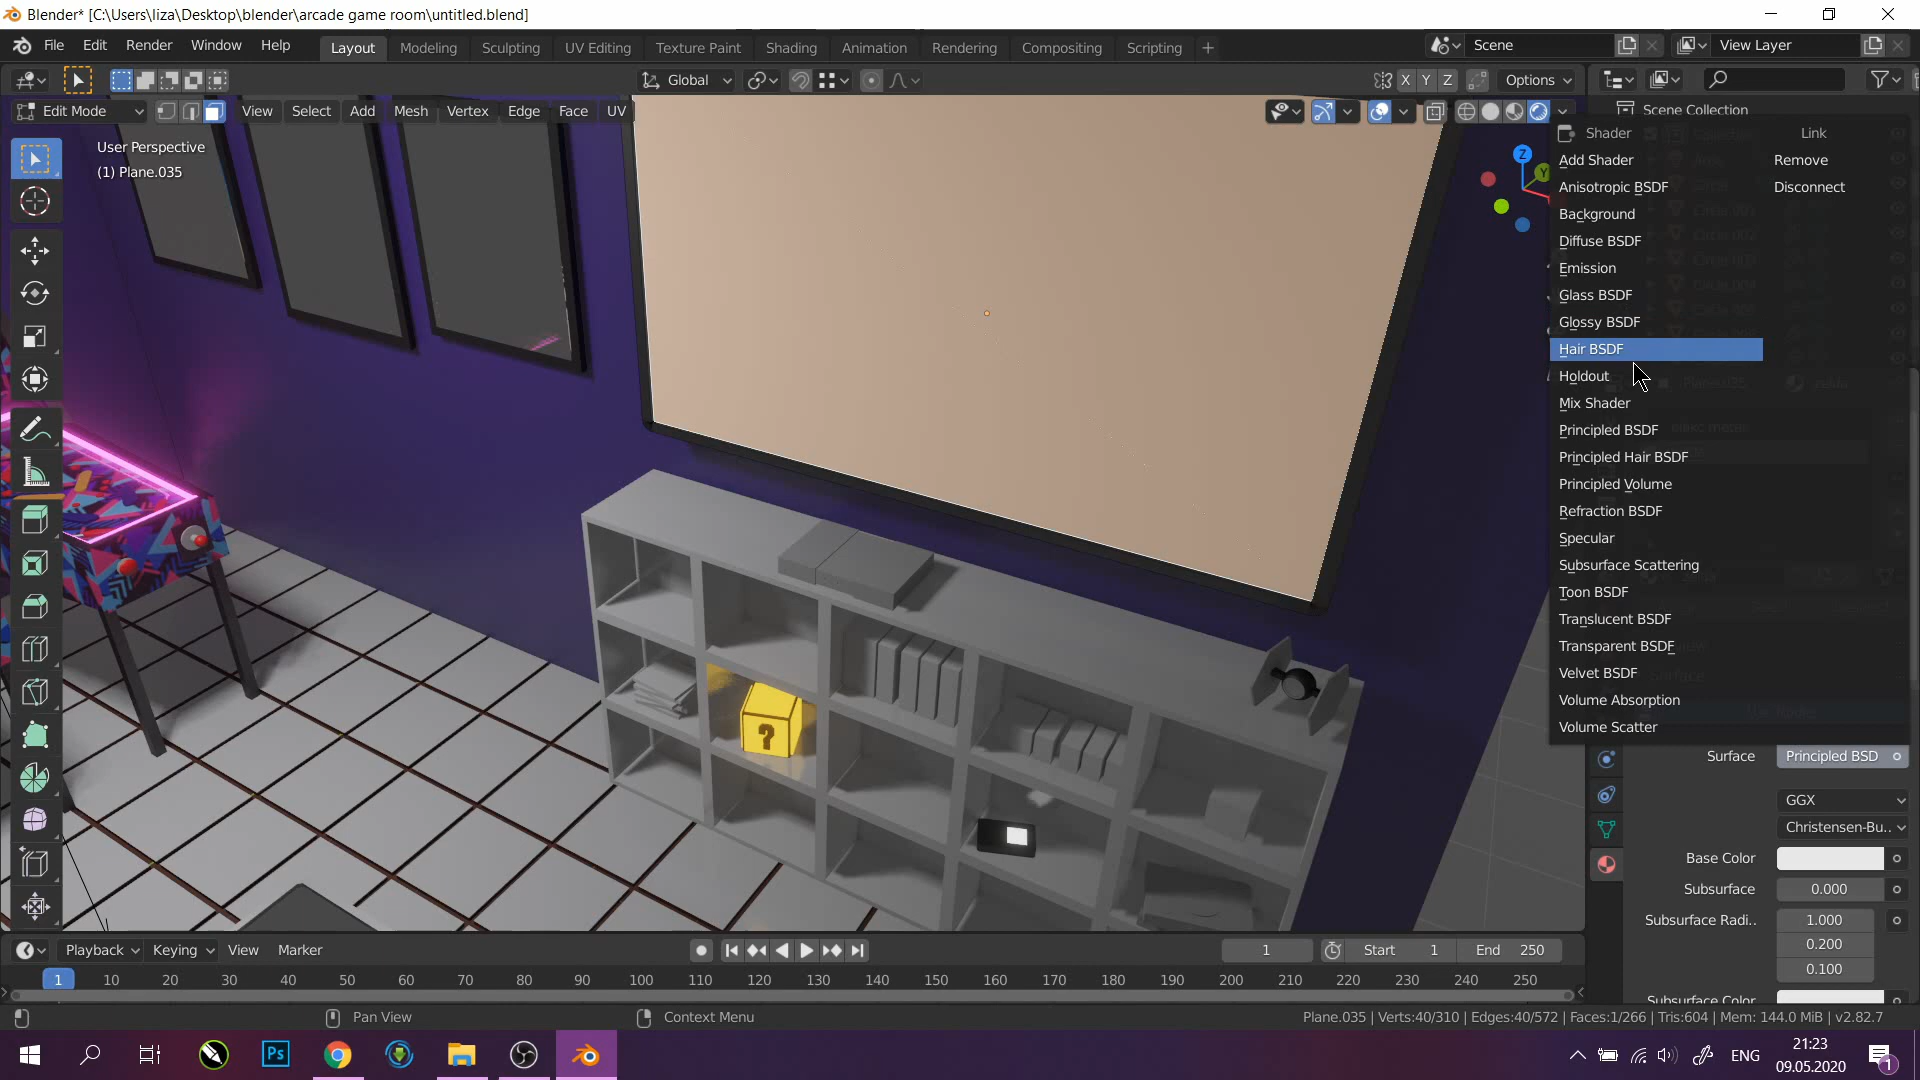 Blender* [C:\Users\liza\Desktop\blender\arcade game room\untitled.blend]
File Edit Render Window Help
Layout Modeling Sculpting UV Editing Texture Paint Shading Animation Rendering Compositing Scripting +
Scene
View Layer
Global
X Y Z
Options
Edit Mode
View Select Add Mesh Vertex Edge Face UV
Scene Collection
User Perspective
(1) Plane.035
Z
Y
Shader Link
Add Shader Remove
Anisotropic BSDF Disconnect
Background
Diffuse BSDF
Emission
Glass BSDF
Glossy BSDF
Hair BSDF
Holdout
Mix Shader
Principled BSDF
Principled Hair BSDF
Principled Volume
Refraction BSDF
Specular
Subsurface Scattering
Toon BSDF
Translucent BSDF
Transparent BSDF
Velvet BSDF
Volume Absorption
Volume Scatter
?
Surface Principled BSD
GGX
Christensen-Bu..
Base Color
Subsurface 0.000
Subsurface Radi.. 1.000
0.200
0.100
Subsurface Color
Playback Keying View Marker
1
Start 1
End 250
1 10 20 30 40 50 60 70 80 90 100 110 120 130 140 150 160 170 180 190 200 210 220 230 240 250
Pan View
Context Menu
Plane.035 | Verts:40/310 | Edges:40/572 | Faces:1/266 | Tris:604 | Mem: 144.0 MiB | v2.82.7
Ps
ENG
21:23
09.05.2020
1